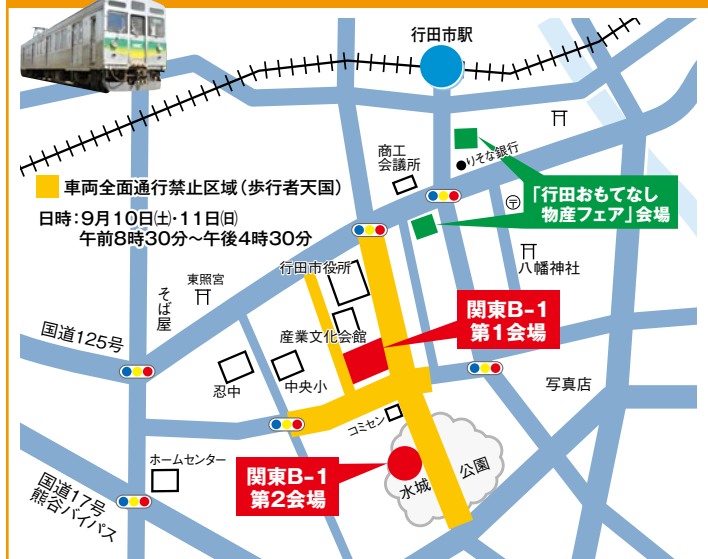 行田市駅
商工
会議所
りそな銀行
「行田おもてなし
物産フェア」会場
車両全面通行禁止区域（歩行者天国）
日時：9月10日㈯・11日㈰
午前8時30分～午後4時30分
〒
八幡神社
行田市役所
東照宮
そば屋
国道125号
産業文化会館
関東B-1
第1会場
忍中
中央小
写真店
コミセン
ホームセンター
関東B-1
第2会場
水城公園
国道17号
熊谷バイパス